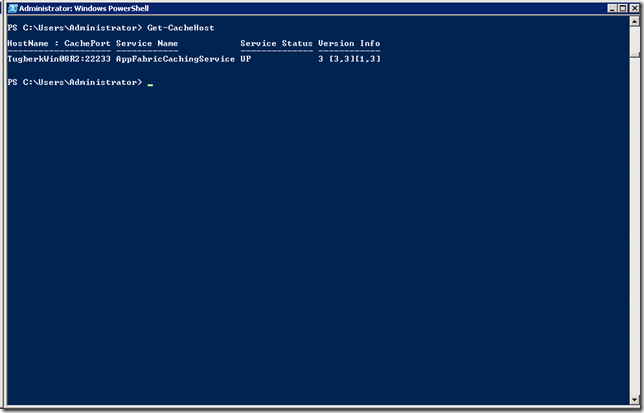 Administrator: Windows PowerShell
PS C:\Users\Administrator> Get-CacheHost
HostName : CachePort Service Name Service Status Version Info
-------------------- ------------ -------------- ------------
TugberkWin08R2:22233 AppFabricCachingService UP 3 [3,3][1,3]
PS C:\Users\Administrator> _